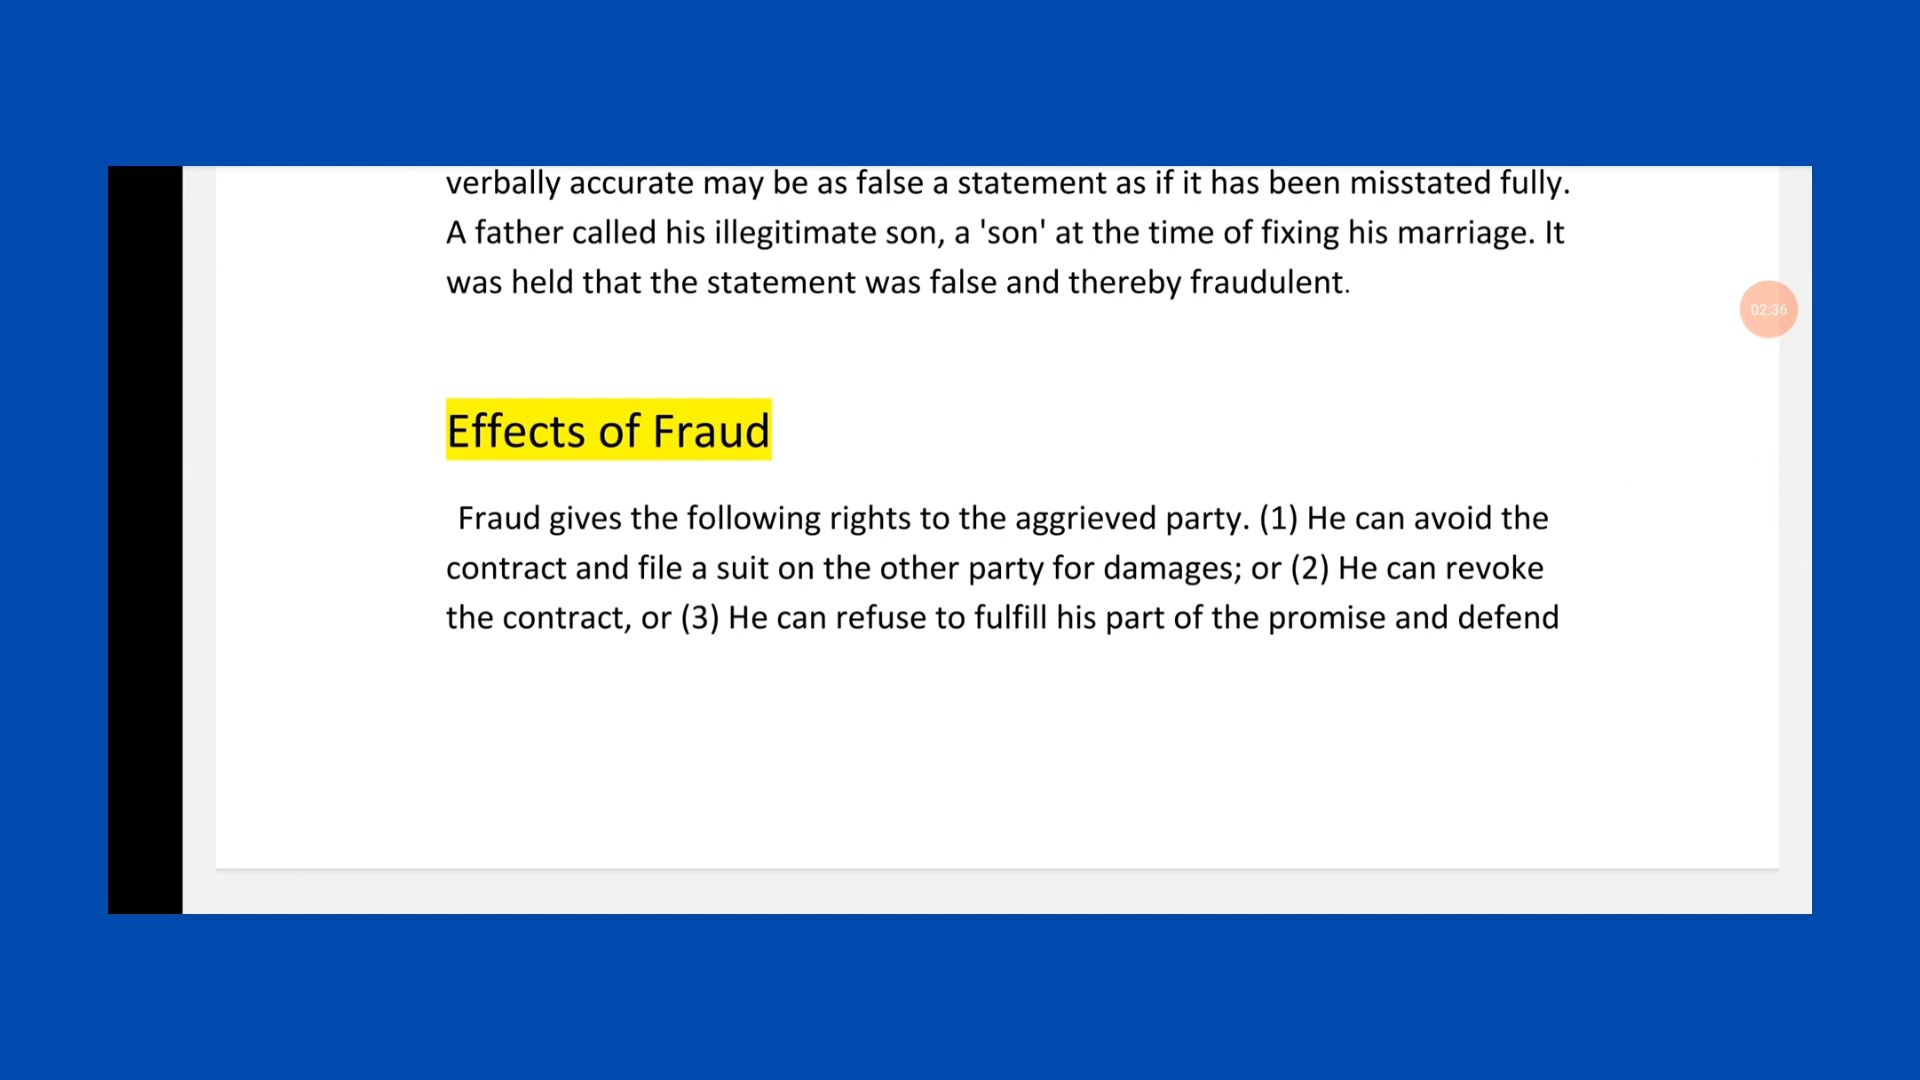 verbally accurate may be as false a statement as if it has been misstated fully.
A father called his illegitimate son, a 'son' at the time of fixing his marriage. It
was held that the statement was false and thereby fraudulent.
02:36
Effects of Fraud
Fraud gives the following rights to the aggrieved party. (1) He can avoid the
contract and file a suit on the other party for damages; or (2) He can revoke
the contract, or (3) He can refuse to fulfill his part of the promise and defend